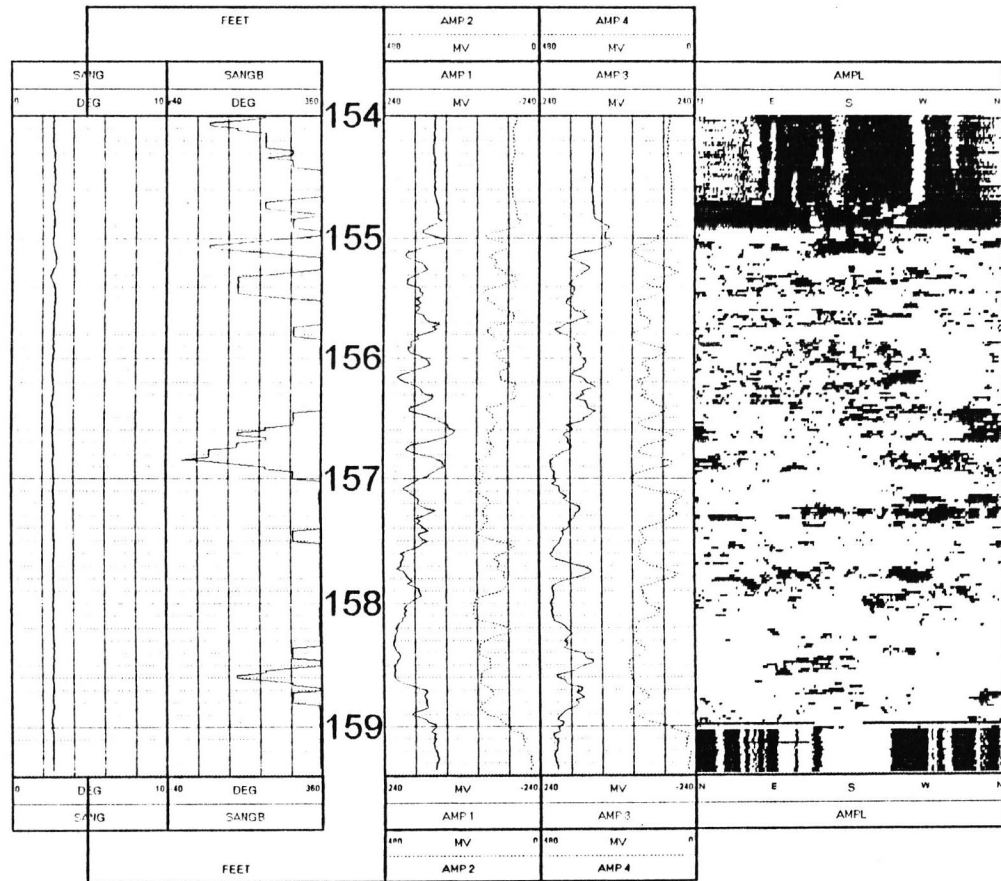 FEET AMP 2 AMP 4
480 MV 0 480 MV 0
SANG SANGB AMP 1 AMP 3 AMPL
0 DEG 10 40 DEG 360 240 MV -240 240 MV -240 E S W N
154
155
156
157
158
159
0 DEG 10 40 DEG 360 240 MV -240 240 MV -240 N E S W N
SANG SANGB AMP 1 AMP 3 AMPL
480 MV 0 480 MV 0
FEET AMP 2 AMP 4